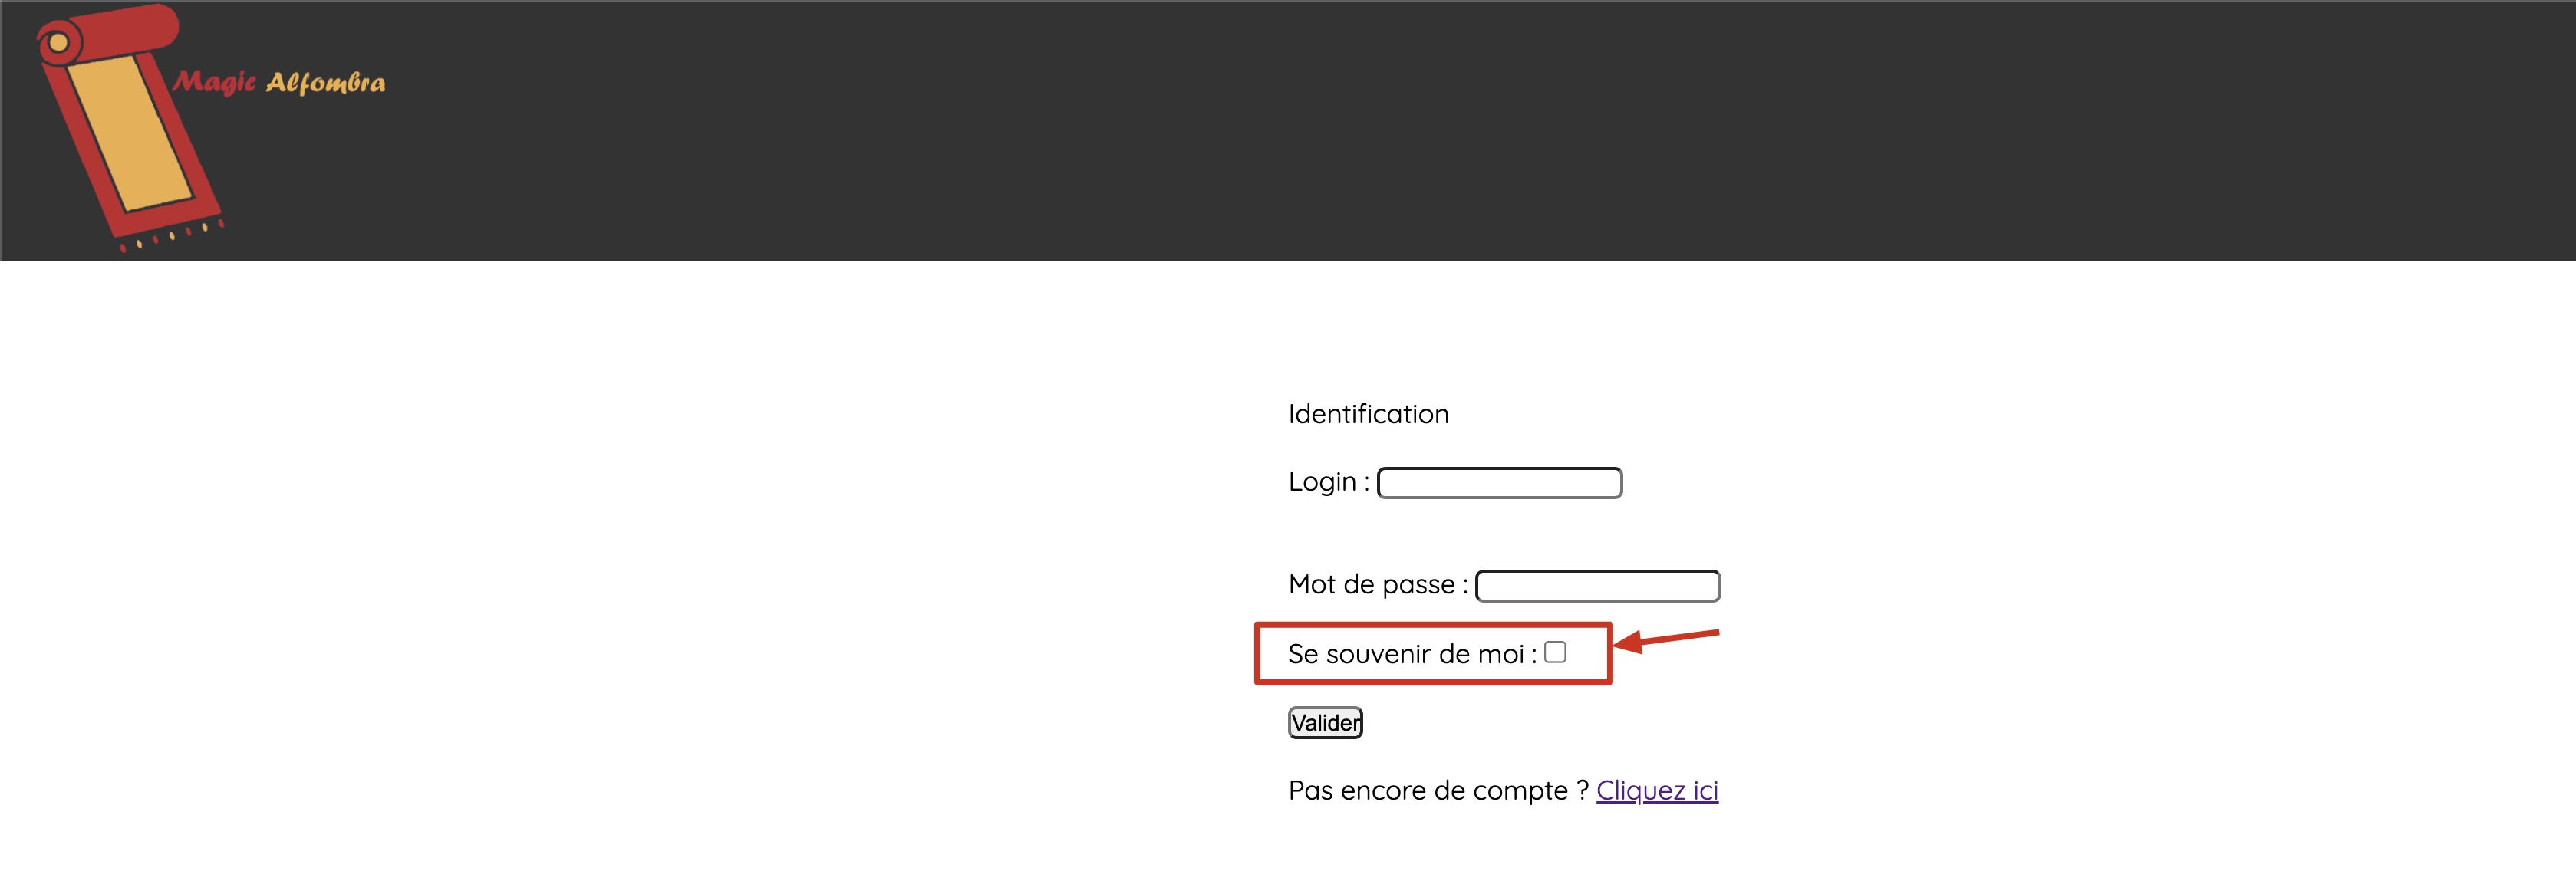 Magic Alfombra
Identification
Login :
Mot de passe :
Se souvenir de moi :
Valider
Pas encore de compte ? Cliquez ici